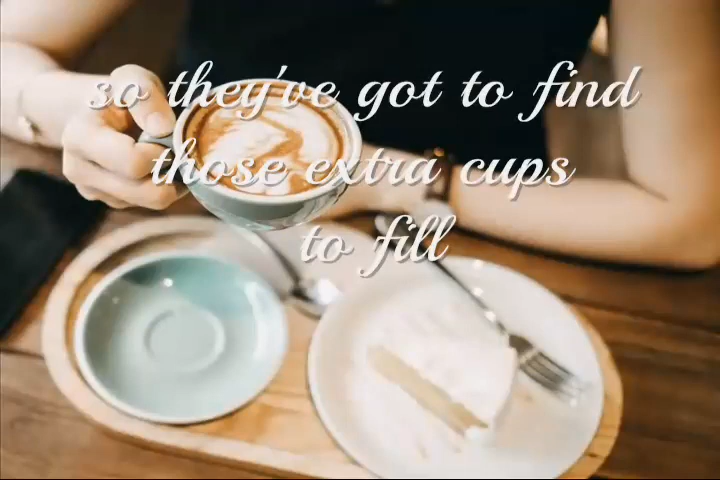 so they've got to find
those extra cups
to fill